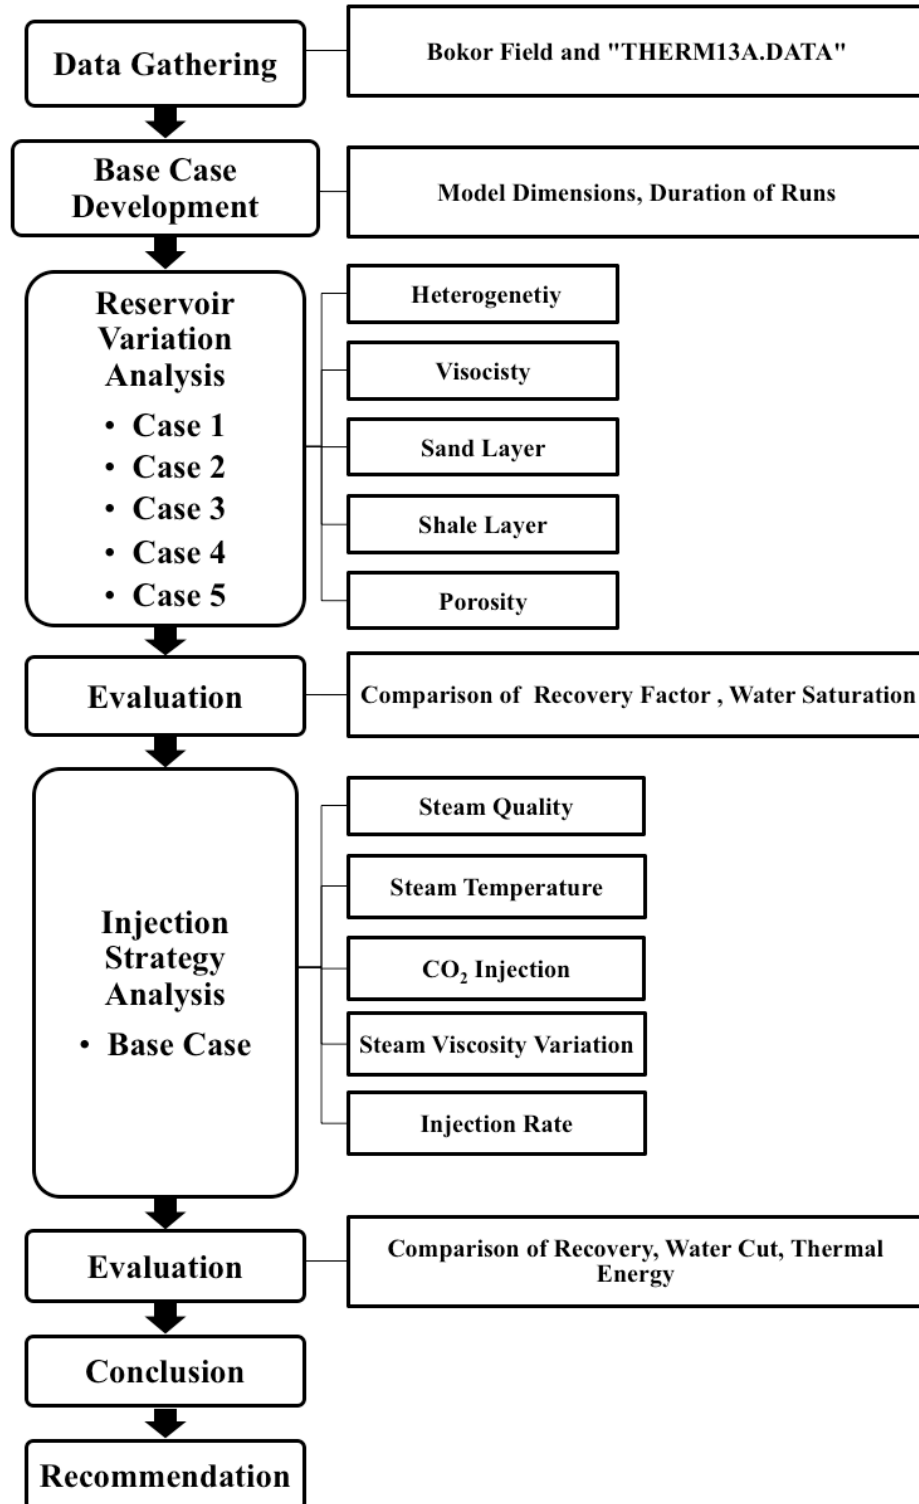 Data Gathering
Bokor Field and "THERM13A.DATA"
Base Case
Development
Model Dimensions, Duration of Runs
Reservoir
Variation
Analysis
• Case 1
• Case 2
• Case 3
• Case 4
• Case 5
Heterogenetiy
Visocisty
Sand Layer
Shale Layer
Porosity
Evaluation
Comparison of Recovery Factor , Water Saturation
Injection
Strategy
Analysis
• Base Case
Steam Quality
Steam Temperature
CO₂ Injection
Steam Viscosity Variation
Injection Rate
Evaluation
Comparison of Recovery, Water Cut, Thermal
Energy
Conclusion
Recommendation